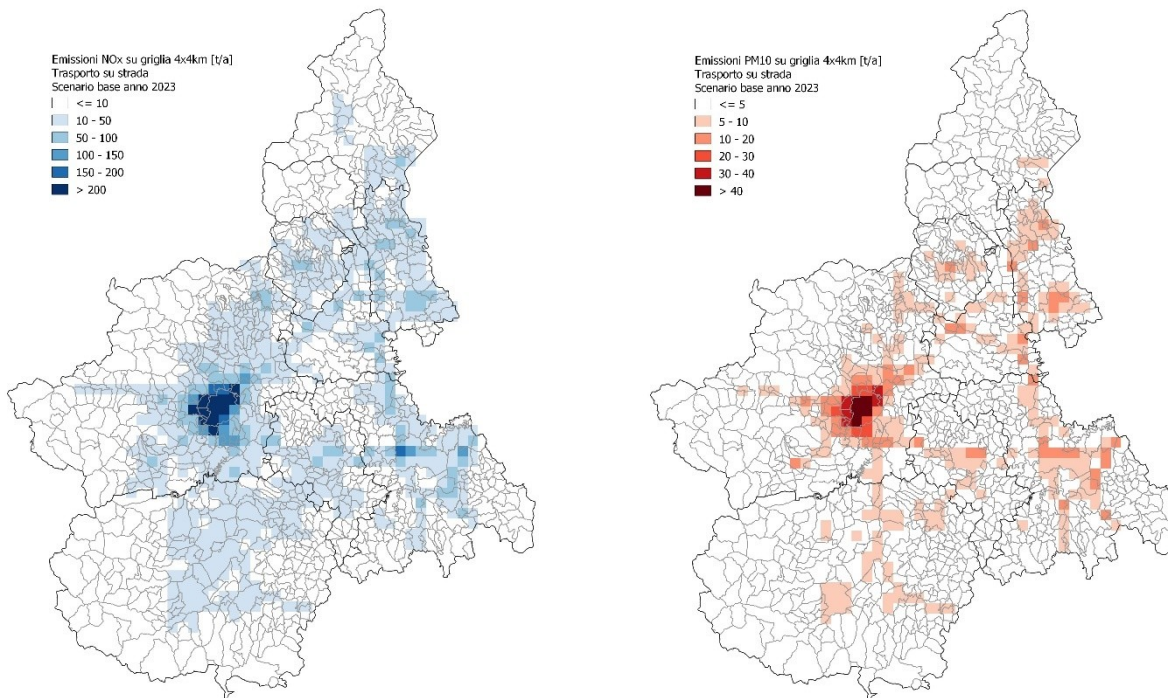 Emissioni NOx su griglia 4x4km [t/a]
Trasporto su strada
Scenario base anno 2023
<= 10
10 - 50
50 - 100
100 - 150
150 - 200
> 200
Emissioni PM10 su griglia 4x4km [t/a]
Trasporto su strada
Scenario base anno 2023
<= 5
5 - 10
10 - 20
20 - 30
30 - 40
> 40